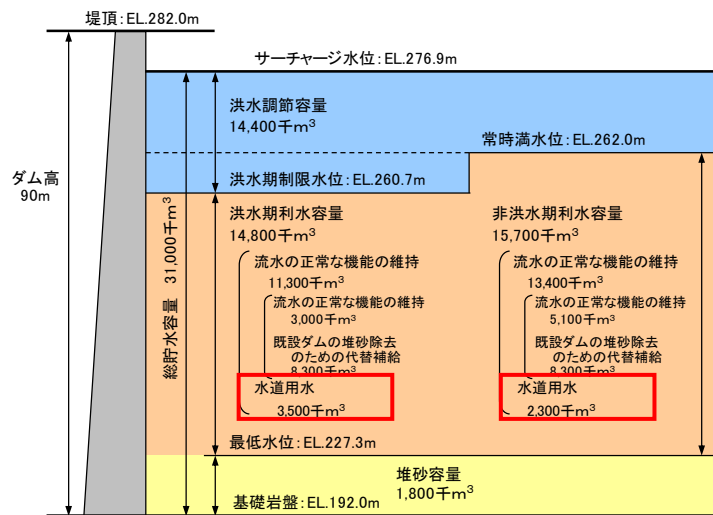 堤頂：EL.282.0m
サーチャージ水位：EL.276.9m
洪水調節容量
14,400千m³
常時満水位：EL.262.0m
洪水期制限水位：EL.260.7m
ダム高
90m
総貯水容量 31,000千m³
洪水期利水容量
14,800千m³
流水の正常な機能の維持
11,300千m³
流水の正常な機能の維持
3,000千m³
既設ダムの堆砂除去
のための代替補給
8,300千m³
水道用水
3,500千m³
非洪水期利水容量
15,700千m³
流水の正常な機能の維持
13,400千m³
流水の正常な機能の維持
5,100千m³
既設ダムの堆砂除去
のための代替補給
8,300千m³
水道用水
2,300千m³
最低水位：EL.227.3m
堆砂容量
1,800千m³
基礎岩盤：EL.192.0m